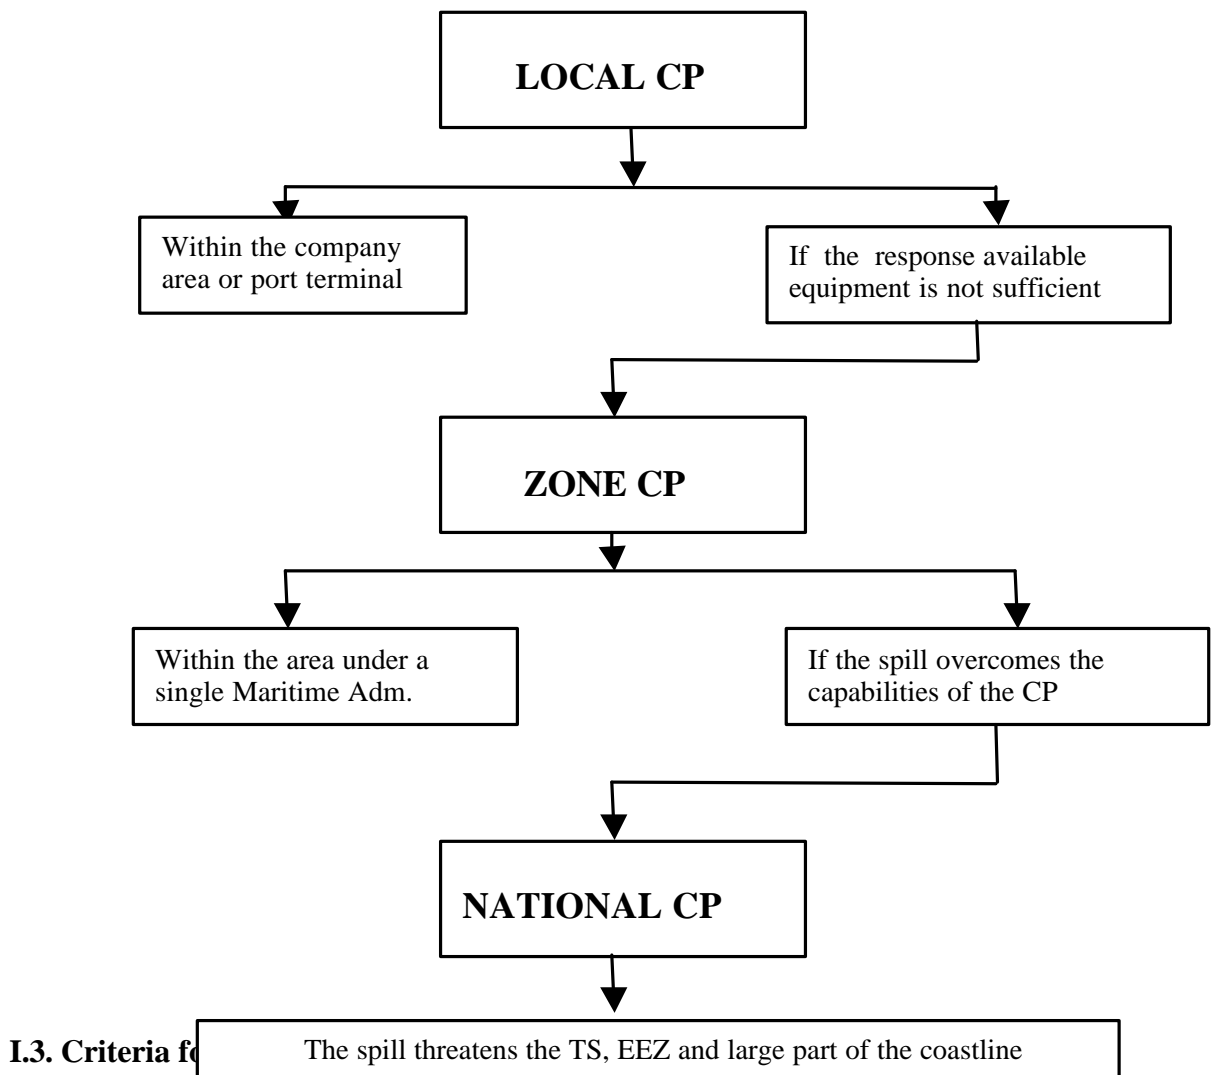 LOCAL CP
Within the company
area or port terminal
If the response available
equipment is not sufficient
ZONE CP
Within the area under a
single Maritime Adm.
If the spill overcomes the
capabilities of the CP
NATIONAL CP
The spill threatens the TS, EEZ and large part of the coastline
I.3. Criteria